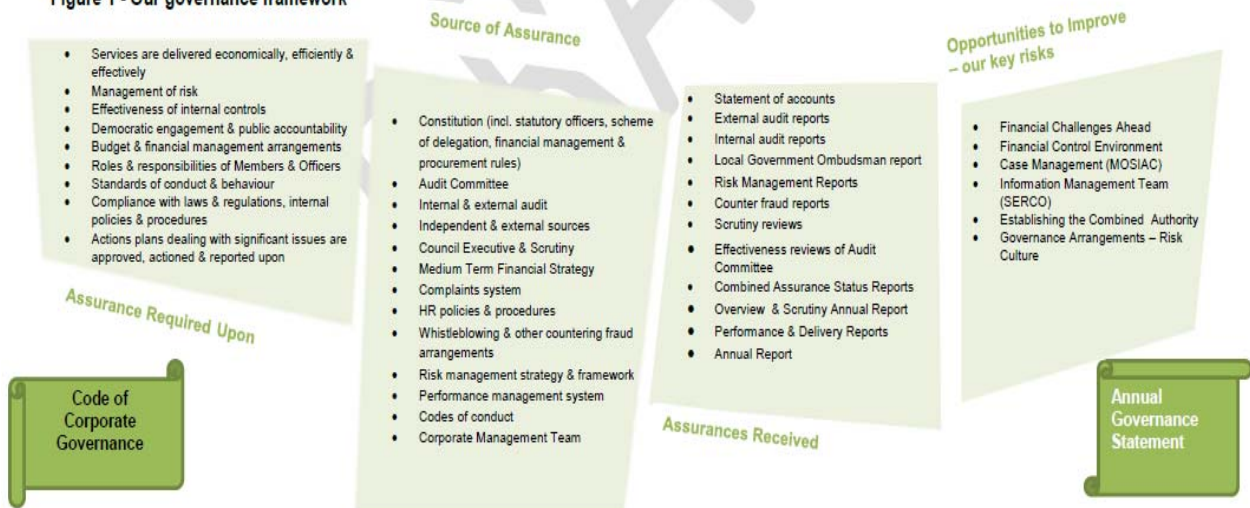 Figure 1 - Our governance framework
Services are delivered economically, efficiently &
effectively
Management of risk
Effectiveness of internal controls
Democratic engagement & public accountability
Budget & financial management arrangements
Roles & responsibilities of Members & Officers
Standards of conduct & behaviour
Compliance with laws & regulations, internal
policies & procedures
Actions plans dealing with significant issues are
approved, actioned & reported upon
Assurance Required Upon
Code of
Corporate
Governance
Source of Assurance
Constitution (incl. statutory officers, scheme
of delegation, financial management &
procurement rules)
Audit Committee
Internal & external audit
Independent & external sources
Council Executive & Scrutiny
Medium Term Financial Strategy
Complaints system
HR policies & procedures
Whistleblowing & other countering fraud
arrangements
Risk management strategy & framework
Performance management system
Codes of conduct
Corporate Management Team
Statement of accounts
External audit reports
Internal audit reports
Local Government Ombudsman report
Risk Management Reports
Counter fraud reports
Scrutiny reviews
Effectiveness reviews of Audit
Committee
Combined Assurance Status Reports
Overview & Scrutiny Annual Report
Performance & Delivery Reports
Annual Report
Assurances Received
Opportunities to Improve
– our key risks
Financial Challenges Ahead
Financial Control Environment
Case Management (MOSIAC)
Information Management Team
(SERCO)
Establishing the Combined Authority
Governance Arrangements – Risk
Culture
Annual
Governance
Statement